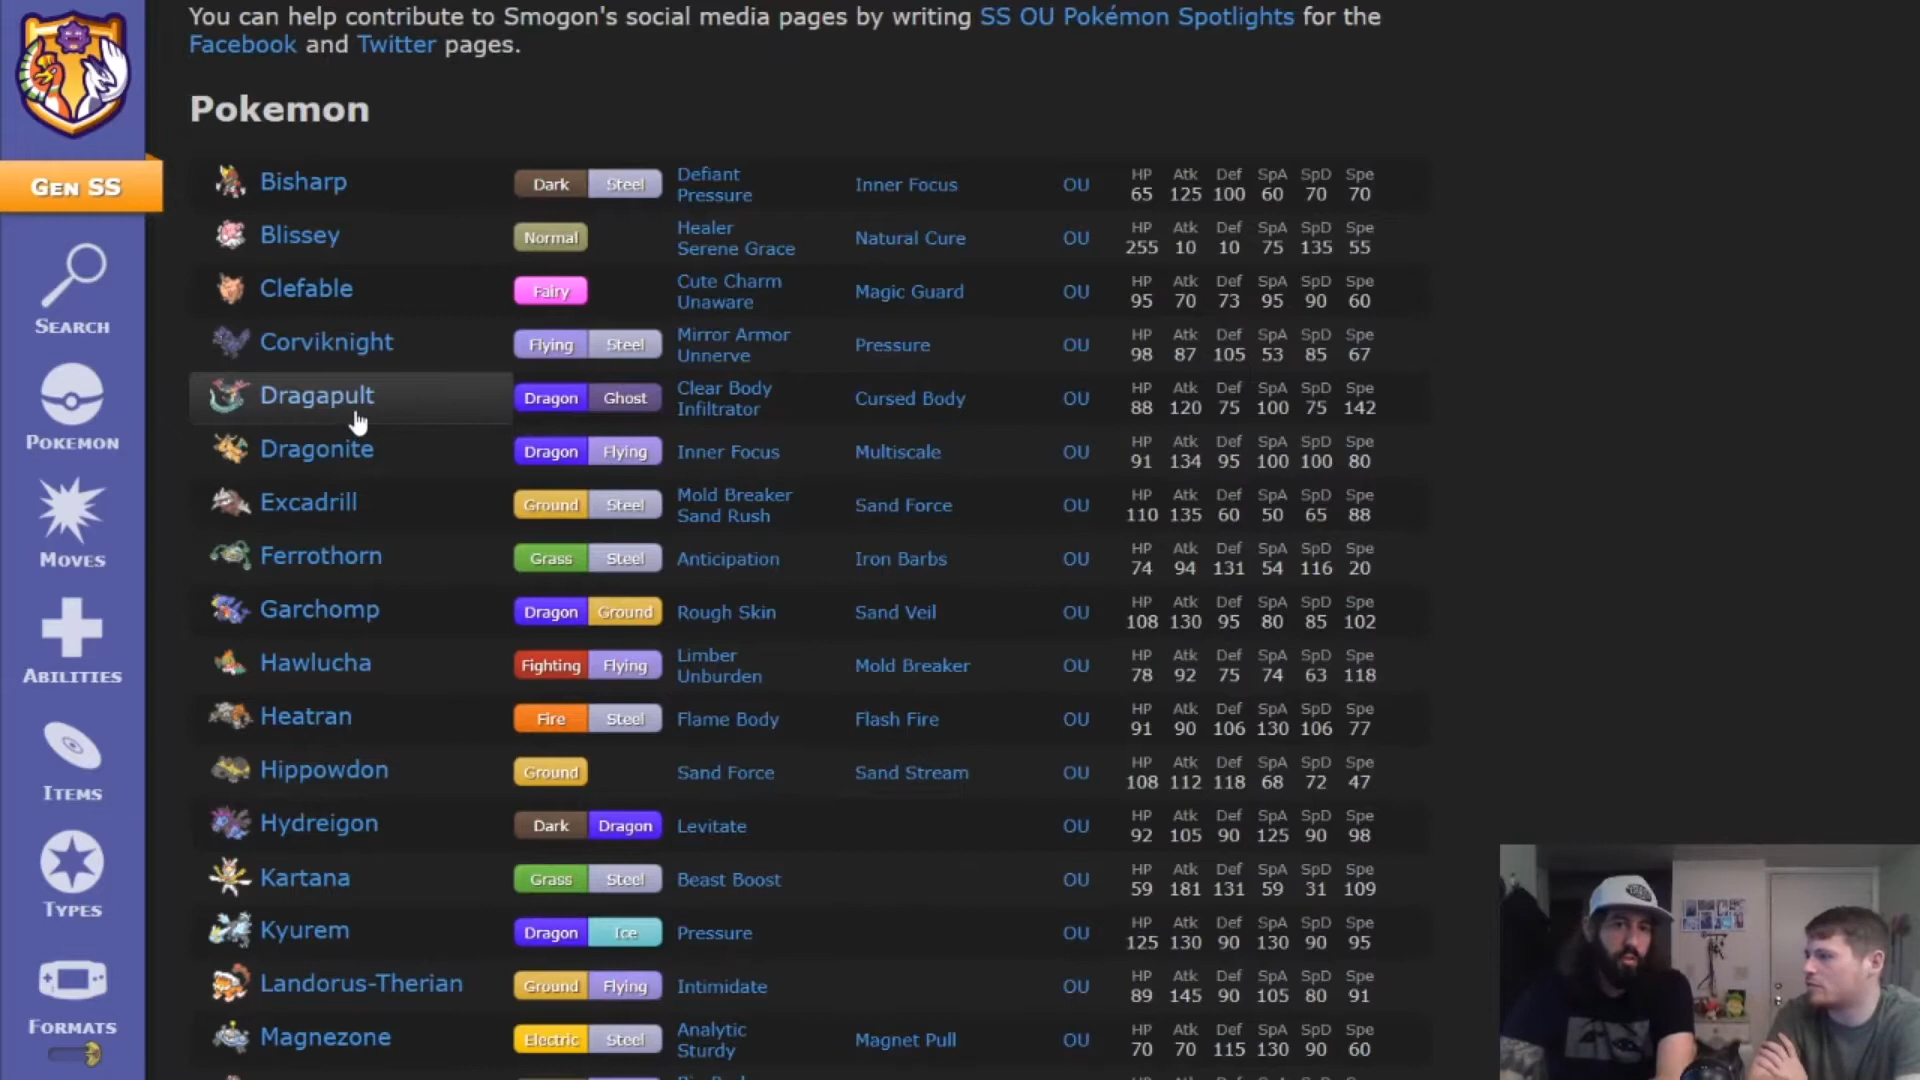 You can help contribute to Smogon's social media pages by writing SS OU Pokémon Spotlights for the
Facebook and Twitter pages.
Pokemon
GEN SS
SEARCH
POKEMON
MOVES
ABILITIES
ITEMS
TYPES
FORMATS
Bisharp Dark Steel Defiant Pressure Inner Focus OU HP 65 Atk 125 Def 100 SpA 60 SpD 70 Spe 70
Blissey Normal Healer Serene Grace Natural Cure OU HP 255 Atk 10 Def 10 SpA 75 SpD 135 Spe 55
Clefable Fairy Cute Charm Unaware Magic Guard OU HP 95 Atk 70 Def 73 SpA 95 SpD 90 Spe 60
Corviknight Flying Steel Mirror Armor Unnerve Pressure OU HP 98 Atk 87 Def 105 SpA 53 SpD 85 Spe 67
Dragapult Dragon Ghost Clear Body Infiltrator Cursed Body OU HP 88 Atk 120 Def 75 SpA 100 SpD 75 Spe 142
Dragonite Dragon Flying Inner Focus Multiscale OU HP 91 Atk 134 Def 95 SpA 100 SpD 100 Spe 80
Excadrill Ground Steel Mold Breaker Sand Rush Sand Force OU HP 110 Atk 135 Def 60 SpA 50 SpD 65 Spe 88
Ferrothorn Grass Steel Anticipation Iron Barbs OU HP 74 Atk 94 Def 131 SpA 54 SpD 116 Spe 20
Garchomp Dragon Ground Rough Skin Sand Veil OU HP 108 Atk 130 Def 95 SpA 80 SpD 85 Spe 102
Hawlucha Fighting Flying Limber Unburden Mold Breaker OU HP 78 Atk 92 Def 75 SpA 74 SpD 63 Spe 118
Heatran Fire Steel Flame Body Flash Fire OU HP 91 Atk 90 Def 106 SpA 130 SpD 106 Spe 77
Hippowdon Ground Sand Force Sand Stream OU HP 108 Atk 112 Def 118 SpA 68 SpD 72 Spe 47
Hydreigon Dark Dragon Levitate OU HP 92 Atk 105 Def 90 SpA 125 SpD 90 Spe 98
Kartana Grass Steel Beast Boost OU HP 59 Atk 181 Def 131 SpA 59 SpD 31 Spe 109
Kyurem Dragon Ice Pressure OU HP 125 Atk 130 Def 90 SpA 130 SpD 90 Spe 95
Landorus-Therian Ground Flying Intimidate OU HP 89 Atk 145 Def 90 SpA 105 SpD 80 Spe 91
Magnezone Electric Steel Analytic Sturdy Magnet Pull OU HP 70 Atk 70 Def 115 SpA 130 SpD 90 Spe 60
HP Atk Def SpA SpD Spe